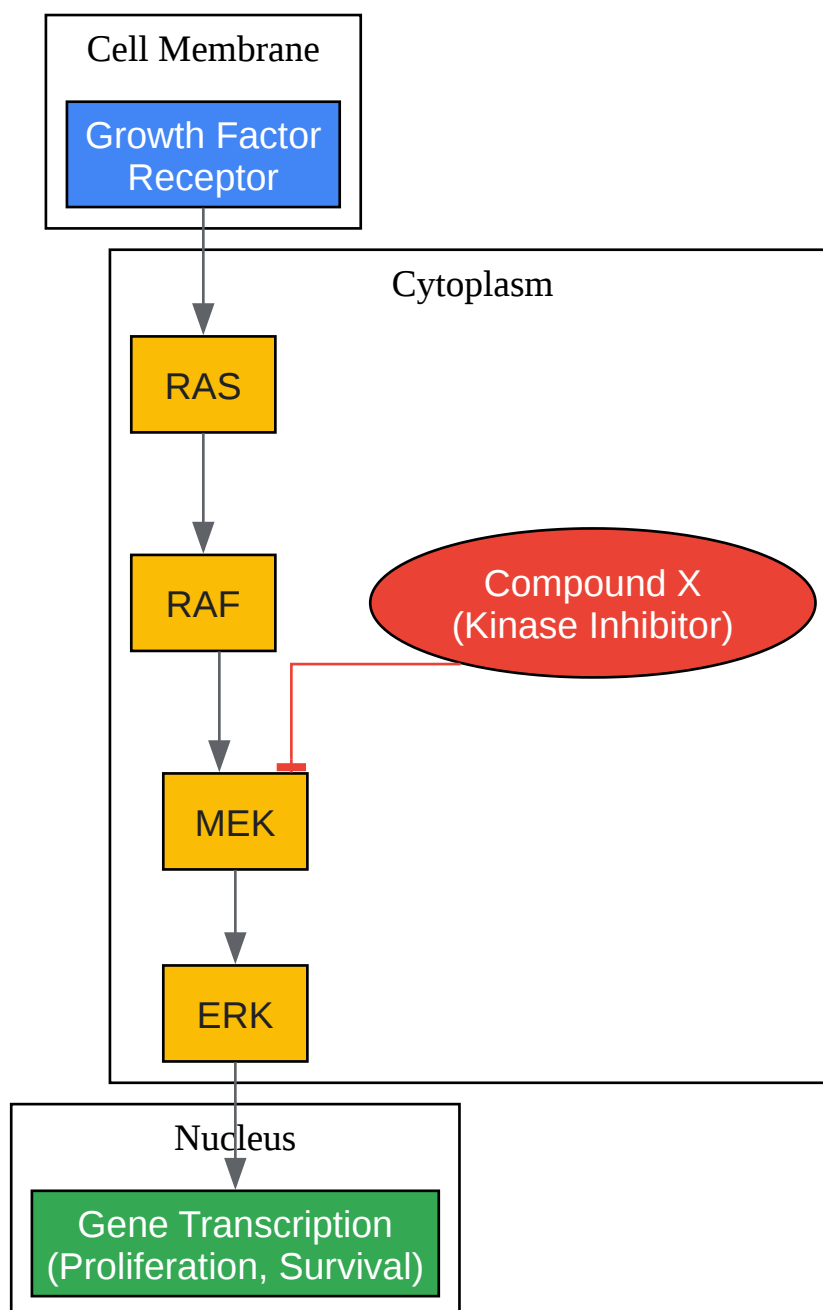 Cell Membrane
Growth Factor
Receptor
Cytoplasm
RAS
RAF
Compound X
(Kinase Inhibitor)
MEK
ERK
Nucleus
Gene Transcription
(Proliferation, Survival)